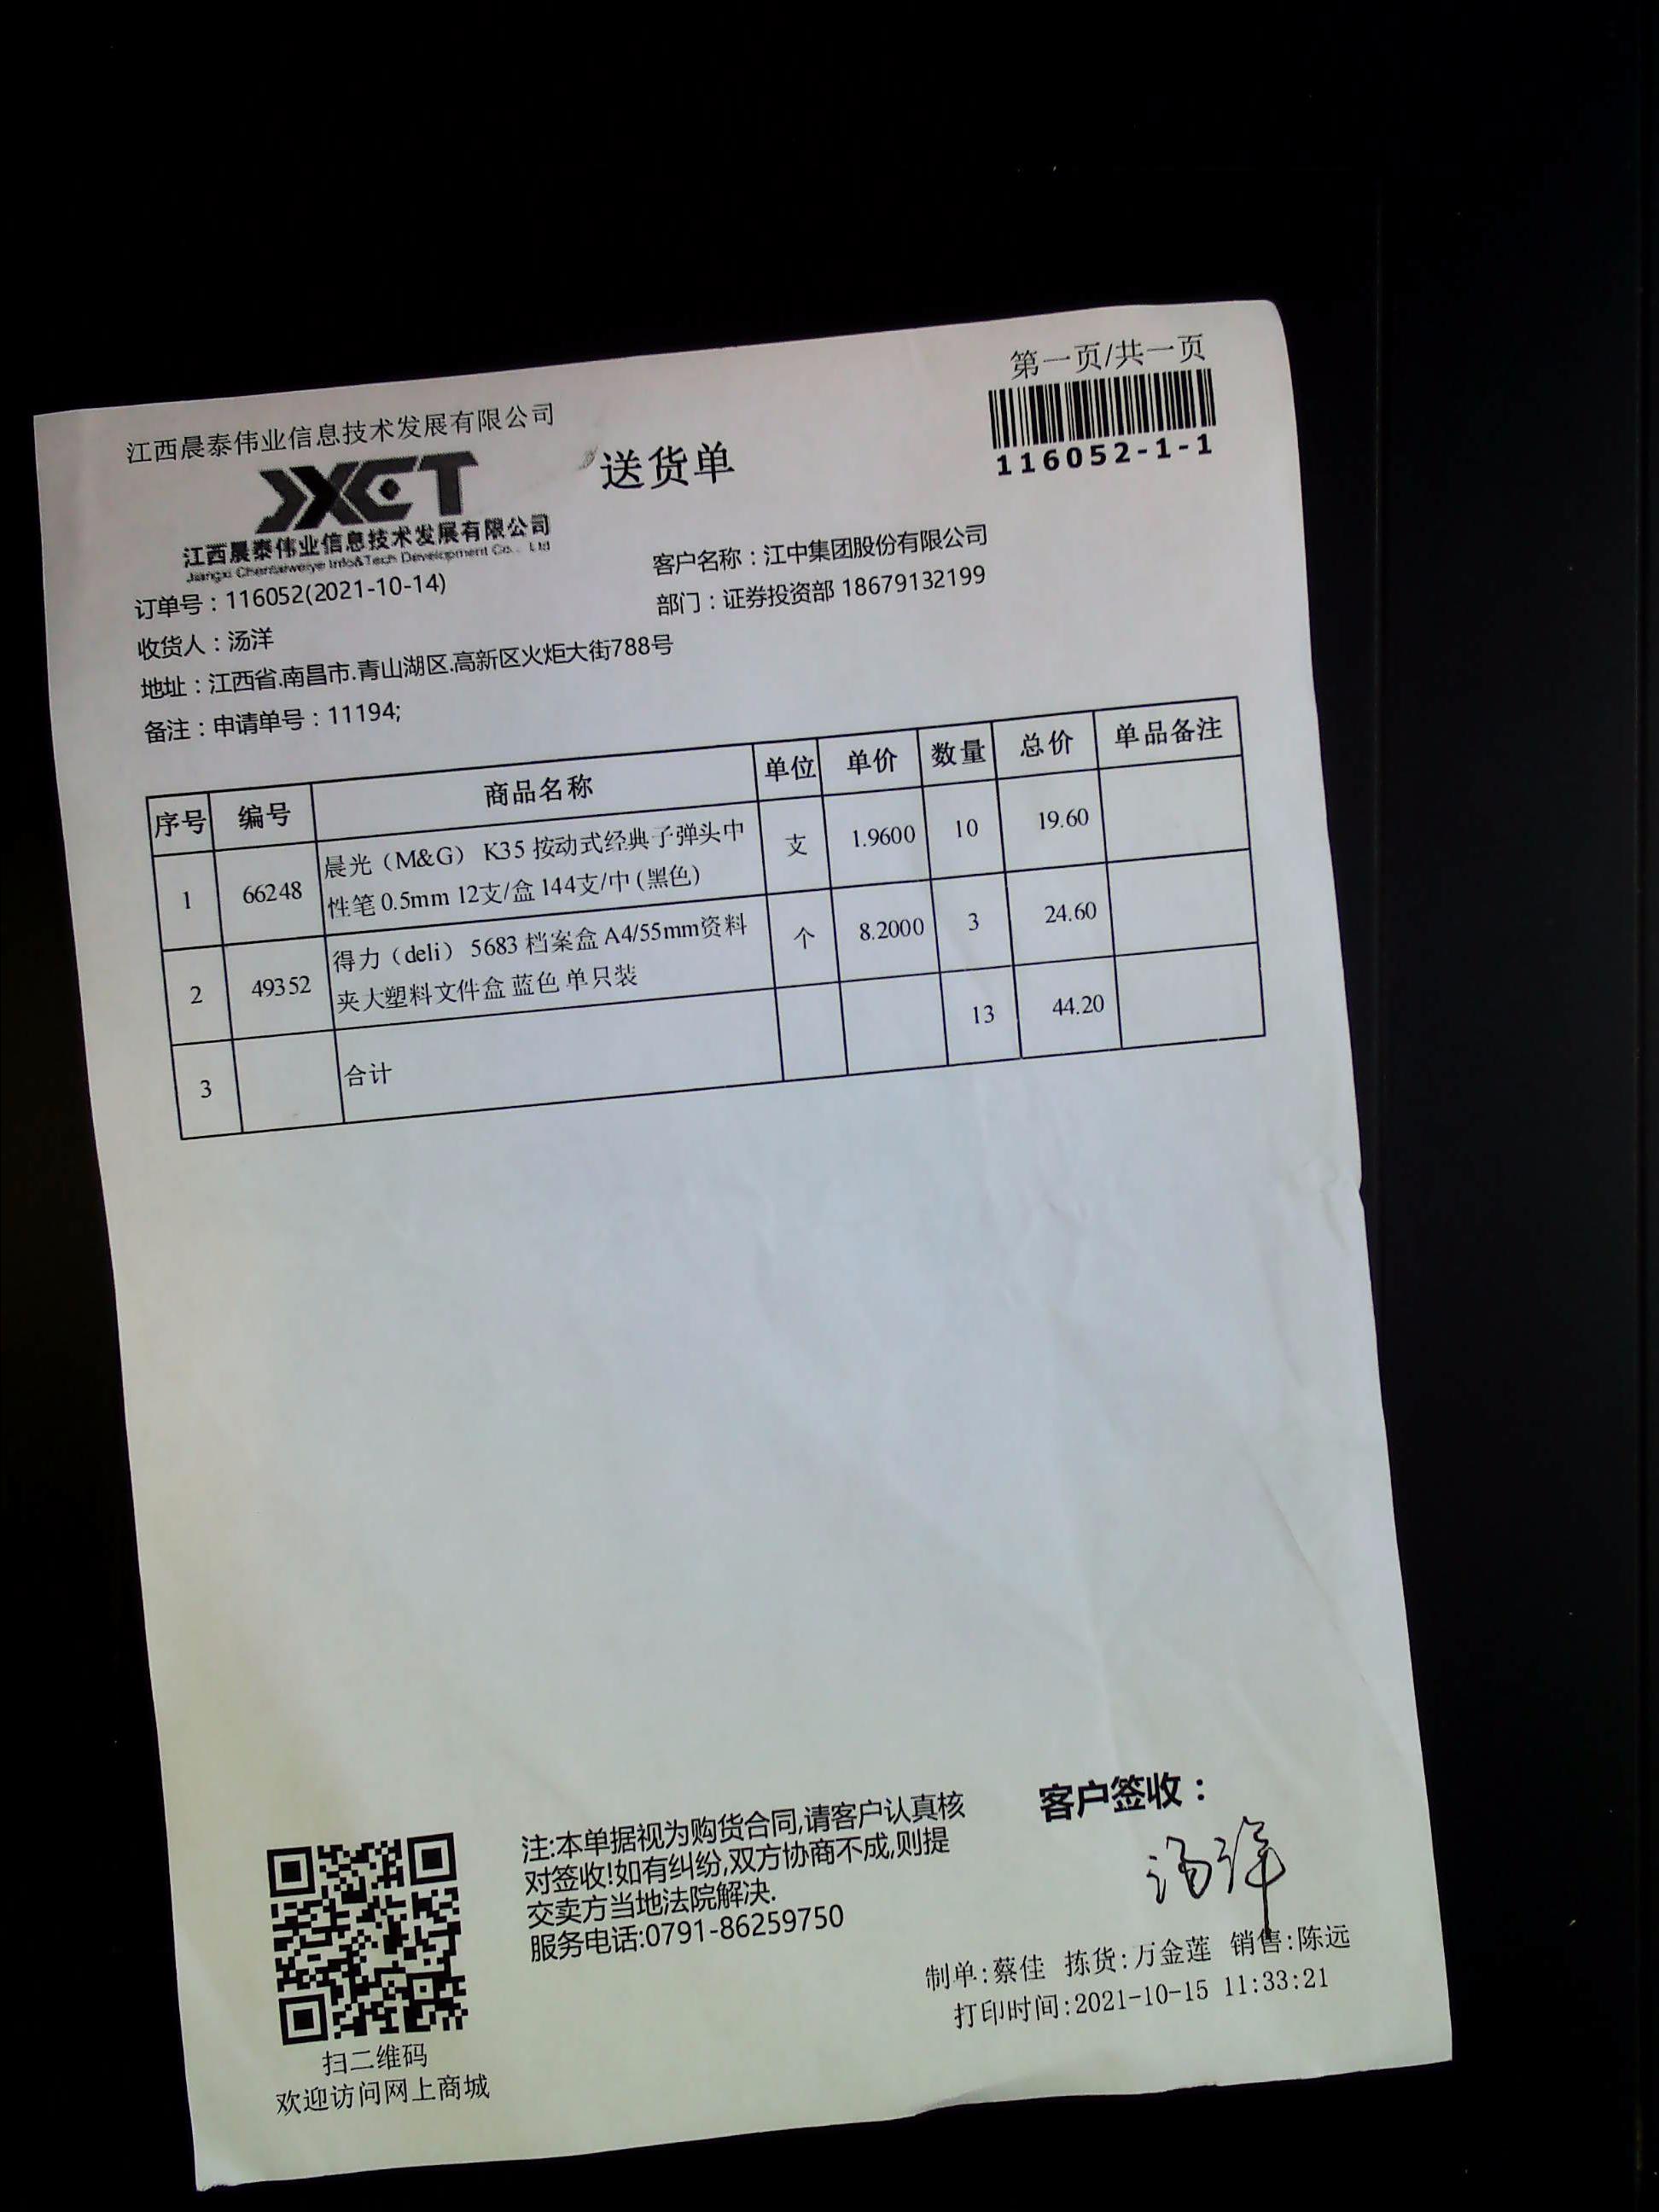 第一页/共一页
江西晨泰伟业信息技术发展有限公司
JXCT
送货单
116052-1-1
江西晨泰伟业信息技术发展有限公司
Jiangxi Chentaiweiye Info&Tech Development Co., Ltd
订单号：116052(2021-10-14)
客户名称：江中集团股份有限公司
收货人：汤洋
部门：证券投资部 18679132199
地址：江西省.南昌市.青山湖区.高新区火炬大街788号
备注：申请单号：11194;
序号 编号 商品名称 单位 单价 数量 总价 单品备注
1 66248 晨光（M&G） K35 按动式经典子弹头中
性笔 0.5mm 12支/盒 144支/中 (黑色) 支 1.9600 10 19.60
2 49352 得力（deli） 5683 档案盒 A4/55mm资料
夹大塑料文件盒 蓝色 单只装 个 8.2000 3 24.60
3 合计 13 44.20
注:本单据视为购货合同,请客户认真核
对签收!如有纠纷,双方协商不成,则提
交卖方当地法院解决.
服务电话:0791-86259750
客户签收：
汤洋
制单:蔡佳 拣货:万金莲 销售:陈远
打印时间:2021-10-15 11:33:21
扫二维码
欢迎访问网上商城